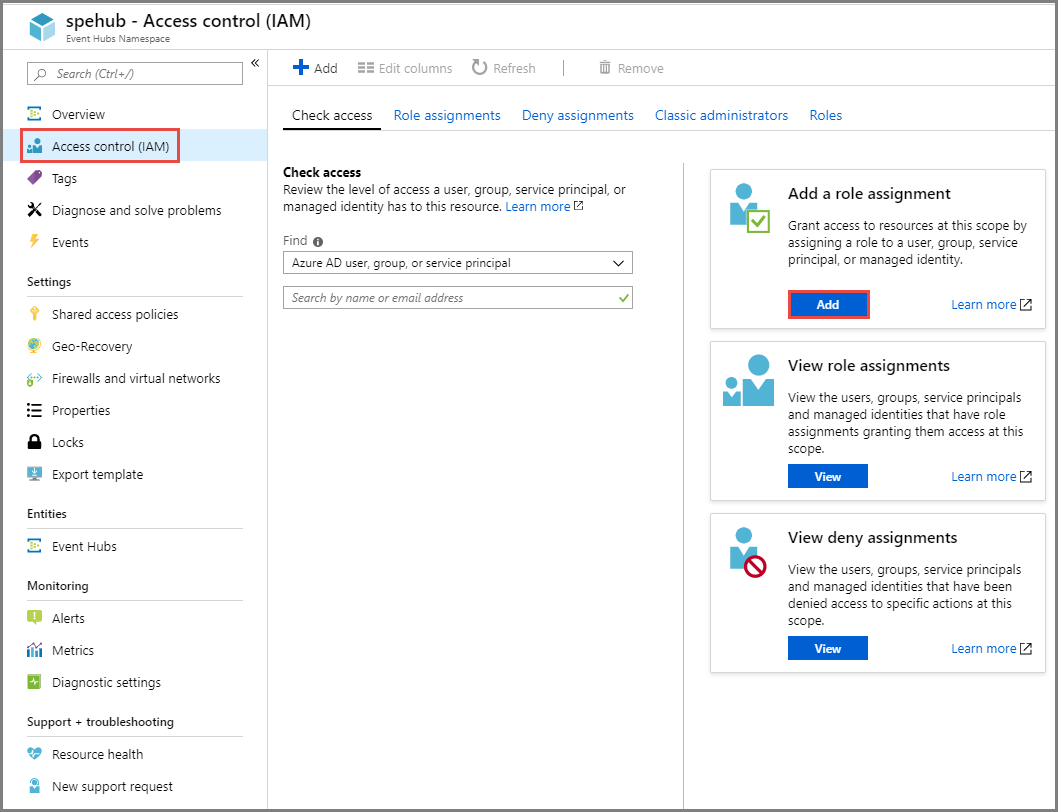 spehub - Access control (IAM)
Event Hubs Namespace
Search (Ctrl+/)
«
Overview
Access control (IAM)
Tags
Diagnose and solve problems
Events
Settings
Shared access policies
Geo-Recovery
Firewalls and virtual networks
Properties
Locks
Export template
Entities
Event Hubs
Monitoring
Alerts
Metrics
Diagnostic settings
Support + troubleshooting
Resource health
New support request
Add Edit columns Refresh Remove
Check access Role assignments Deny assignments Classic administrators Roles
Check access
Review the level of access a user, group, service principal, or
managed identity has to this resource. Learn more
Find
Azure AD user, group, or service principal
Search by name or email address
Add a role assignment
Grant access to resources at this scope by
assigning a role to a user, group, service
principal, or managed identity.
Add Learn more
View role assignments
View the users, groups, service principals
and managed identities that have role
assignments granting them access at this
scope.
View Learn more
View deny assignments
View the users, groups, service principals
and managed identities that have been
denied access to specific actions at this
scope.
View Learn more